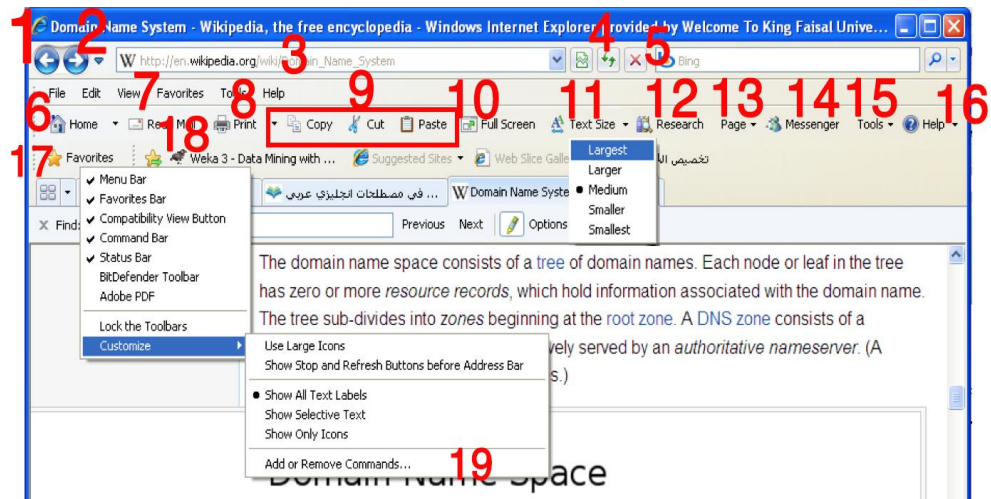 1 2 Domain Name System - Wikipedia, the free encyclopedia - Windows Internet Explorer provided by Welcome To King Faisal Unive...
http://en.wikipedia.org/wiki/Domain_Name_System 3 4 5 Bing
File Edit View Favorites Tools Help
6 7 8 9 10 11 12 13 14 15 16
Home Read Mail Print Copy Cut Paste Full Screen Text Size Research Page Messenger Tools Help
17 Favorites 18 Weka 3 - Data Mining with ... Suggested Sites Web Slice Galle تخصيص
Largest
Larger
Medium
Smaller
Smallest
... في مصطلحات انجليزي عربي Domain Name Syste
X Find: Previous Next Options
Menu Bar
Favorites Bar
Compatibility View Button
Command Bar
Status Bar
BitDefender Toolbar
Adobe PDF
Lock the Toolbars
Customize
The domain name space consists of a tree of domain names. Each node or leaf in the tree
has zero or more resource records, which hold information associated with the domain name.
The tree sub-divides into zones beginning at the root zone. A DNS zone consists of a
vely served by an authoritative nameserver. (A
s.)
Use Large Icons
Show Stop and Refresh Buttons before Address Bar
Show All Text Labels
Show Selective Text
Show Only Icons
Add or Remove Commands... 19
Domain Name Space